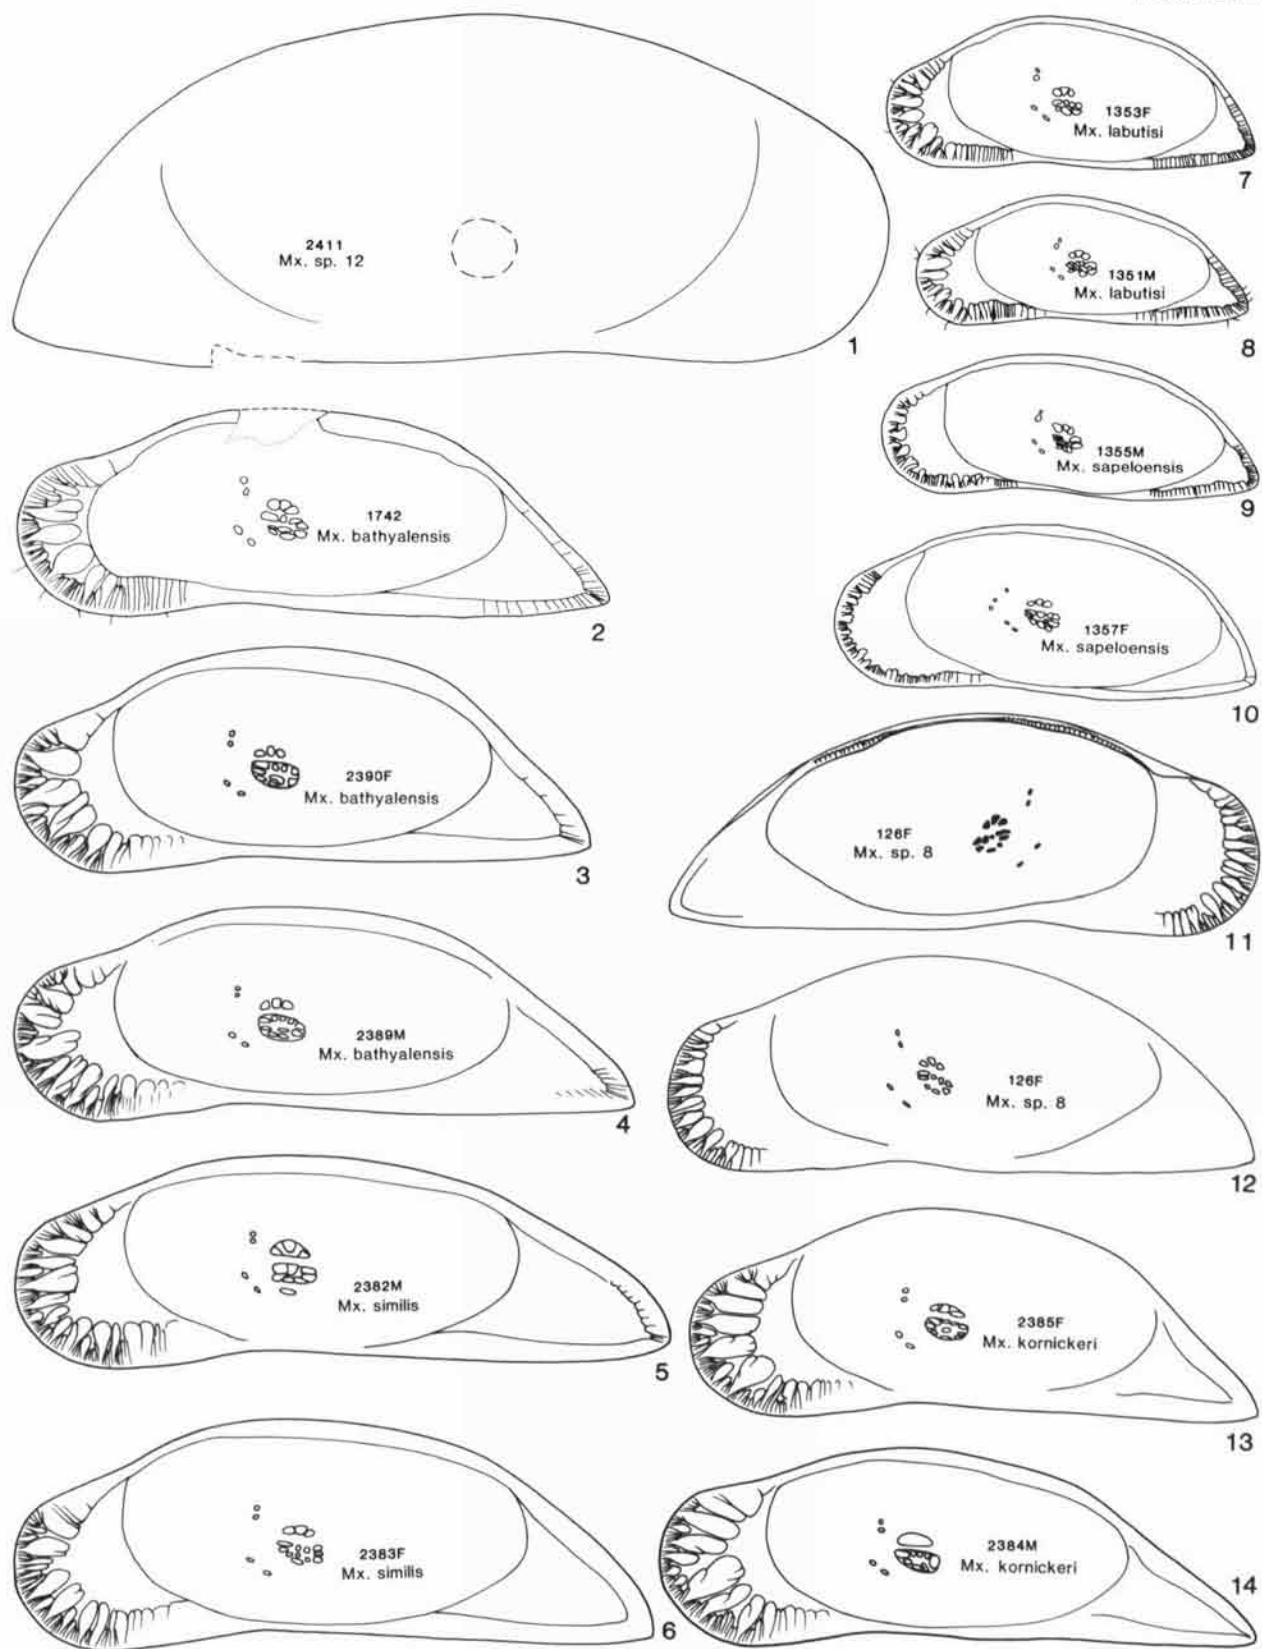 2411
Mx. sp. 12
1
1742
Mx. bathyalensis
2
2390F
Mx. bathyalensis
3
2389M
Mx. bathyalensis
4
2382M
Mx. similis
5
2383F
Mx. similis
6
1353F
Mx. labutisi
7
1351M
Mx. labutisi
8
1355M
Mx. sapeloensis
9
1357F
Mx. sapeloensis
10
126F
Mx. sp. 8
11
126F
Mx. sp. 8
12
2385F
Mx. kornickeri
13
2384M
Mx. kornickeri
14